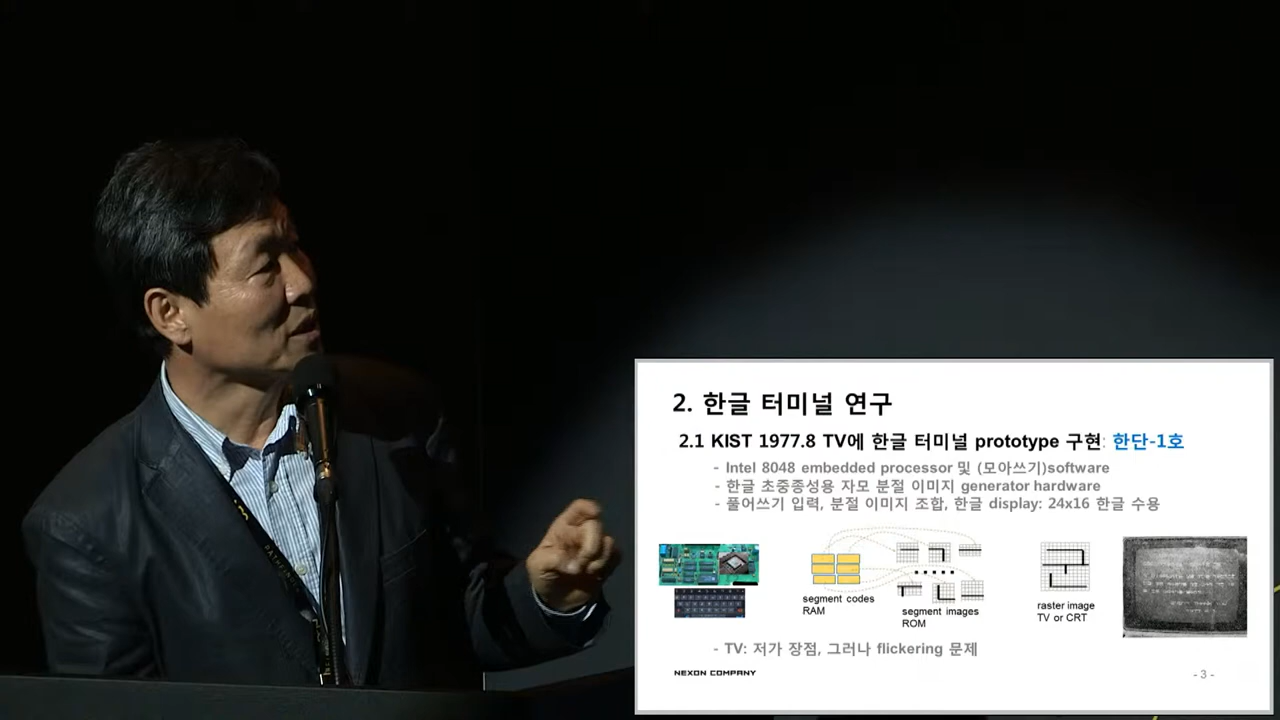 2. 한글 터미널 연구
2.1 KIST 1977.8 TV에 한글 터미널 prototype 구현: 한단-1호
- Intel 8048 embedded processor 및 (모아쓰기)software
- 한글 초중종성용 자모 분절 이미지 generator hardware
- 풀어쓰기 입력, 분절 이미지 조합, 한글 display: 24x16 한글 수용
segment codes
RAM
segment images
ROM
raster image
TV or CRT
- TV: 저가 장점, 그러나 flickering 문제
NEXON COMPANY
- 3 -